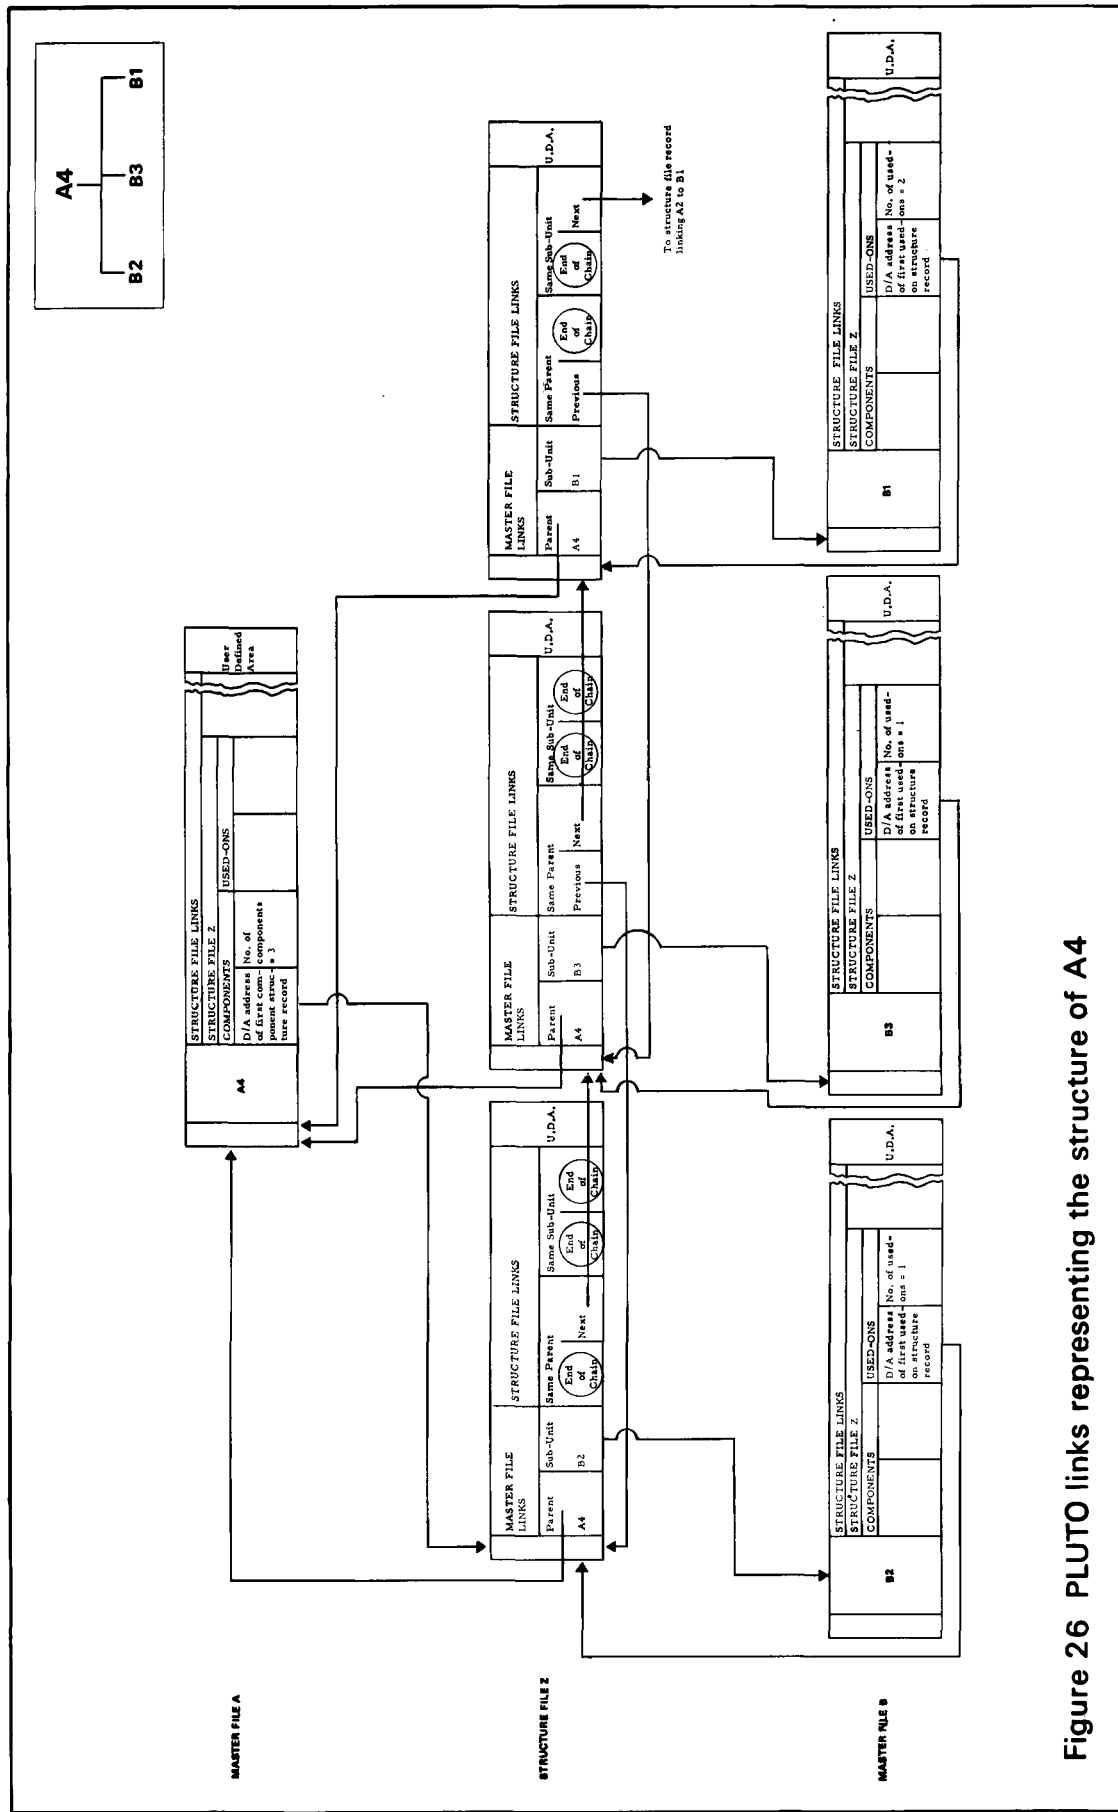 A4
B2
B3
B1
MASTER FILE A
A4
STRUCTURE FILE LINKS
STRUCTURE FILE Z
COMPONENTS
USED-ONS
D/A address
of first com-
ponent struc-
ture record
No. of
components
= 3
User
Defined
Area
STRUCTURE FILE Z
MASTER FILE
LINKS
STRUCTURE FILE LINKS
U.D.A.
Parent
A4
Sub-Unit
B2
Same Parent
End
of
Chain
Next
Same Sub-Unit
End
of
Chain
End
of
Chain
MASTER FILE
LINKS
STRUCTURE FILE LINKS
U.D.A.
Parent
A4
Sub-Unit
B3
Same Parent
Previous
Next
Same Sub-Unit
End
of
Chain
End
of
Chain
MASTER FILE
LINKS
STRUCTURE FILE LINKS
U.D.A.
Parent
A4
Sub-Unit
B1
Same Parent
Previous
End
of
Chain
Same Sub-Unit
End
of
Chain
Next
To structure file record
linking A2 to B1
MASTER FILE B
B2
STRUCTURE FILE LINKS
STRUCTURE FILE Z
COMPONENTS
USED-ONS
D/A address
of first used-
on structure
record
No. of used-
ons = 1
U.D.A.
B3
STRUCTURE FILE LINKS
STRUCTURE FILE Z
COMPONENTS
USED-ONS
D/A address
of first used-
on structure
record
No. of used-
ons = 1
U.D.A.
B1
STRUCTURE FILE LINKS
STRUCTURE FILE Z
COMPONENTS
USED-ONS
D/A address
of first used-
on structure
record
No. of used-
ons = 2
U.D.A.
Figure 26 PLUTO links representing the structure of A4